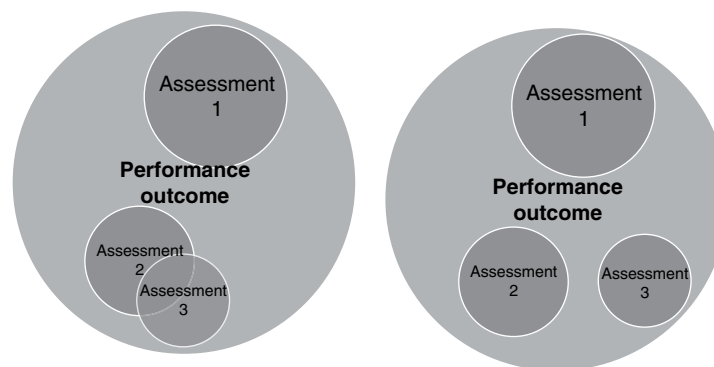 Assessment
1
Performance
outcome
Assessment
2
Assessment
3
Assessment
1
Performance
outcome
Assessment
2
Assessment
3